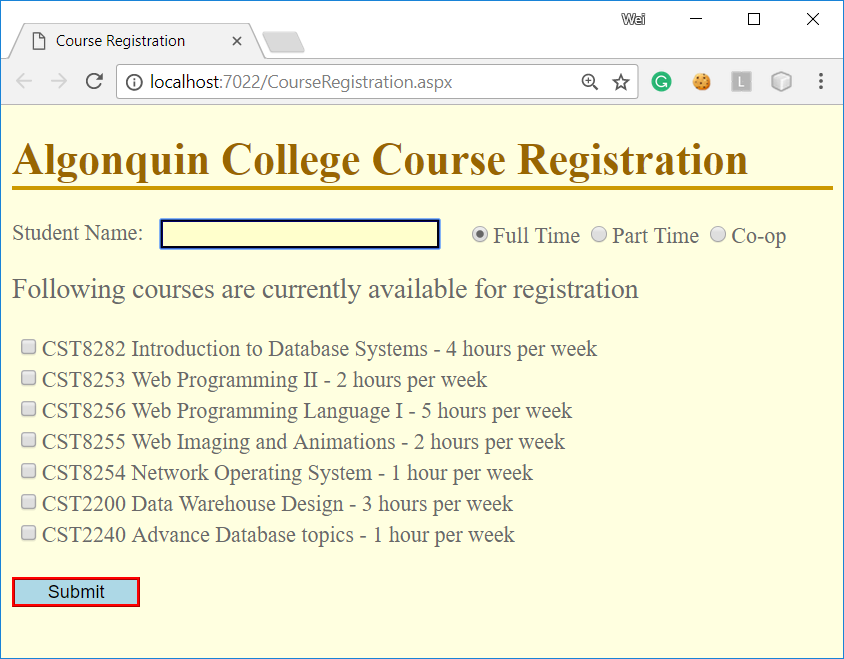 Wei
Course Registration
localhost:7022/CourseRegistration.aspx
G
L
Algonquin College Course Registration
Student Name: Full Time Part Time Co-op
Following courses are currently available for registration
CST8282 Introduction to Database Systems - 4 hours per week
CST8253 Web Programming II - 2 hours per week
CST8256 Web Programming Language I - 5 hours per week
CST8255 Web Imaging and Animations - 2 hours per week
CST8254 Network Operating System - 1 hour per week
CST2200 Data Warehouse Design - 3 hours per week
CST2240 Advance Database topics - 1 hour per week
Submit